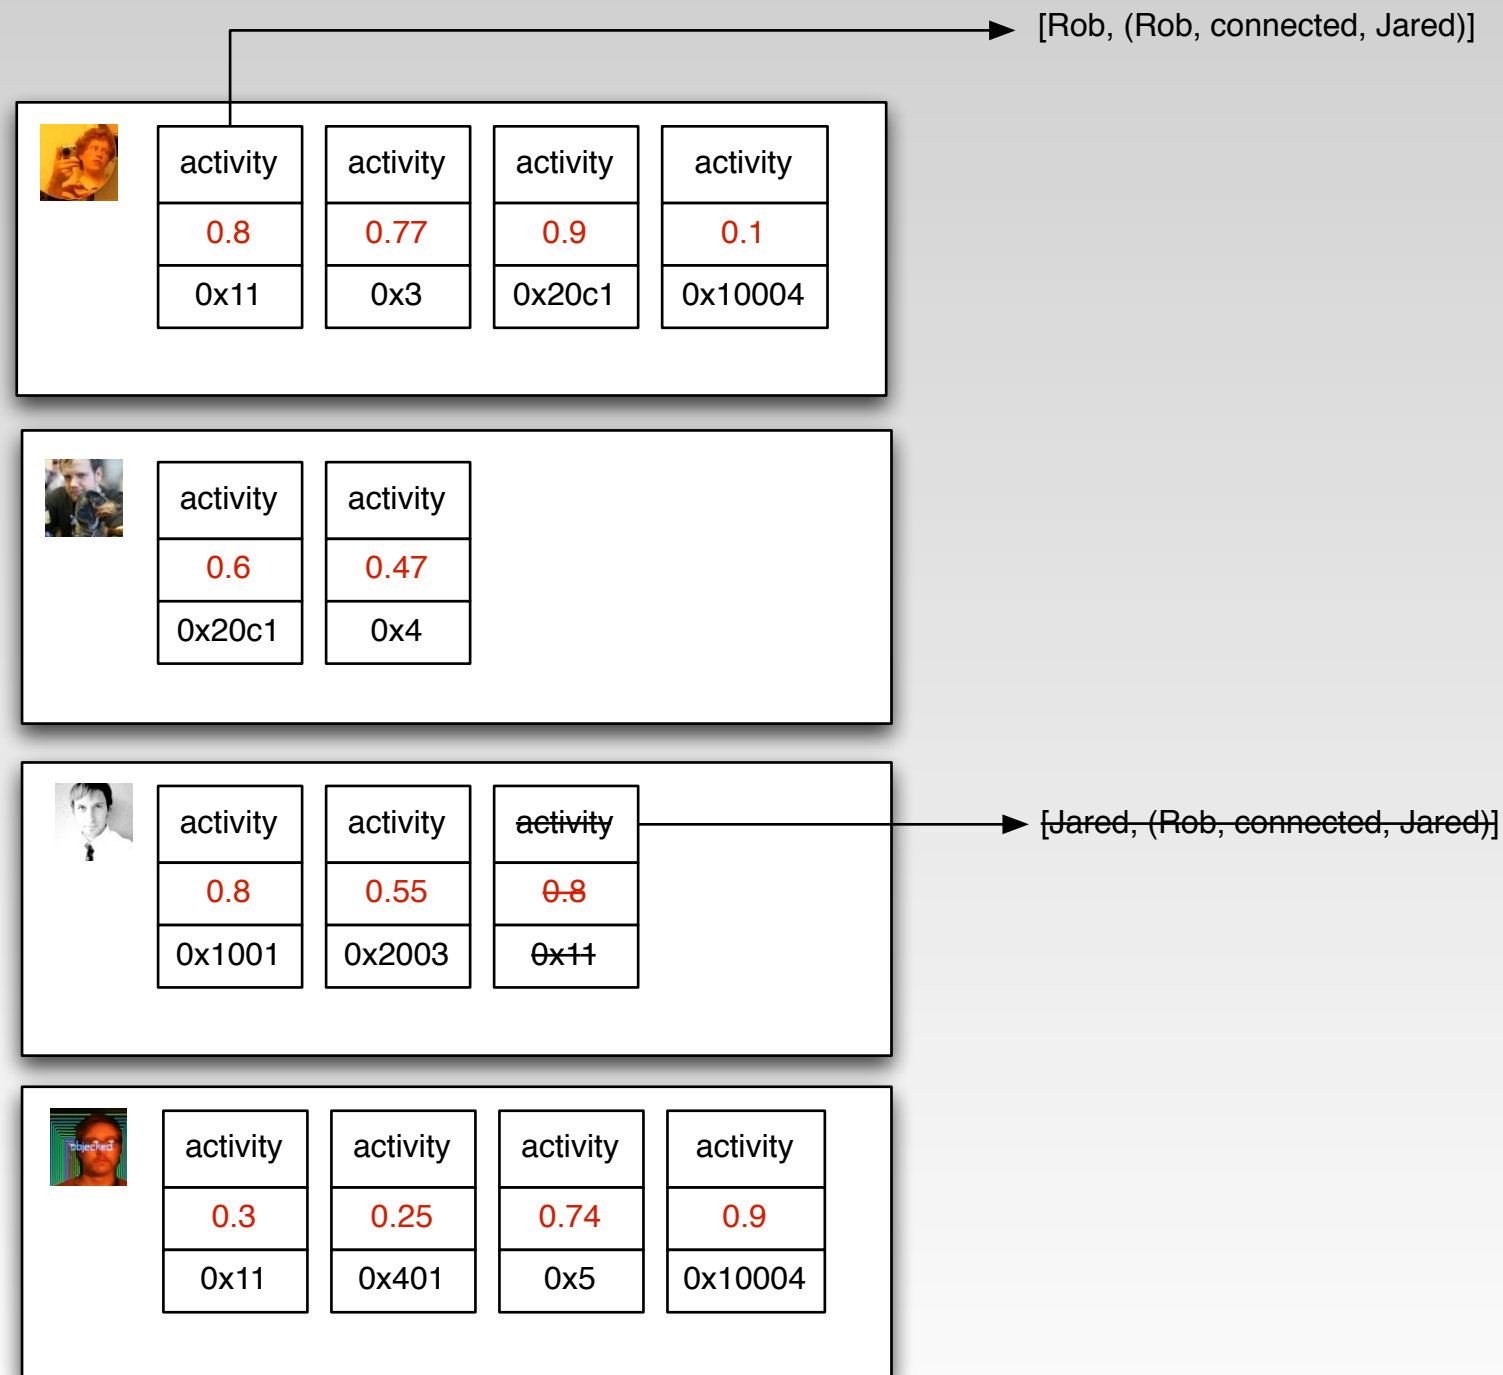 [Rob, (Rob, connected, Jared)]
activity activity activity activity
0.8 0.77 0.9 0.1
0x11 0x3 0x20c1 0x10004
activity activity
0.6 0.47
0x20c1 0x4
activity activity activity [Jared, (Rob, connected, Jared)]
0.8 0.55 0.8
0x1001 0x2003 0x11
objecked
activity activity activity activity
0.3 0.25 0.74 0.9
0x11 0x401 0x5 0x10004